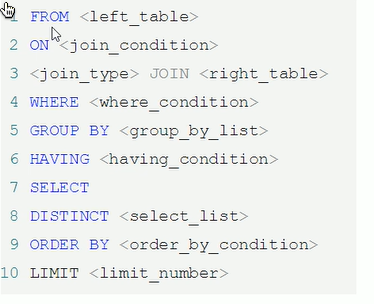 1 FROM <left_table>
2 ON <join_condition>
3 <join_type> JOIN <right_table>
4 WHERE <where_condition>
5 GROUP BY <group_by_list>
6 HAVING <having_condition>
7 SELECT
8 DISTINCT <select_list>
9 ORDER BY <order_by_condition>
10 LIMIT <limit_number>